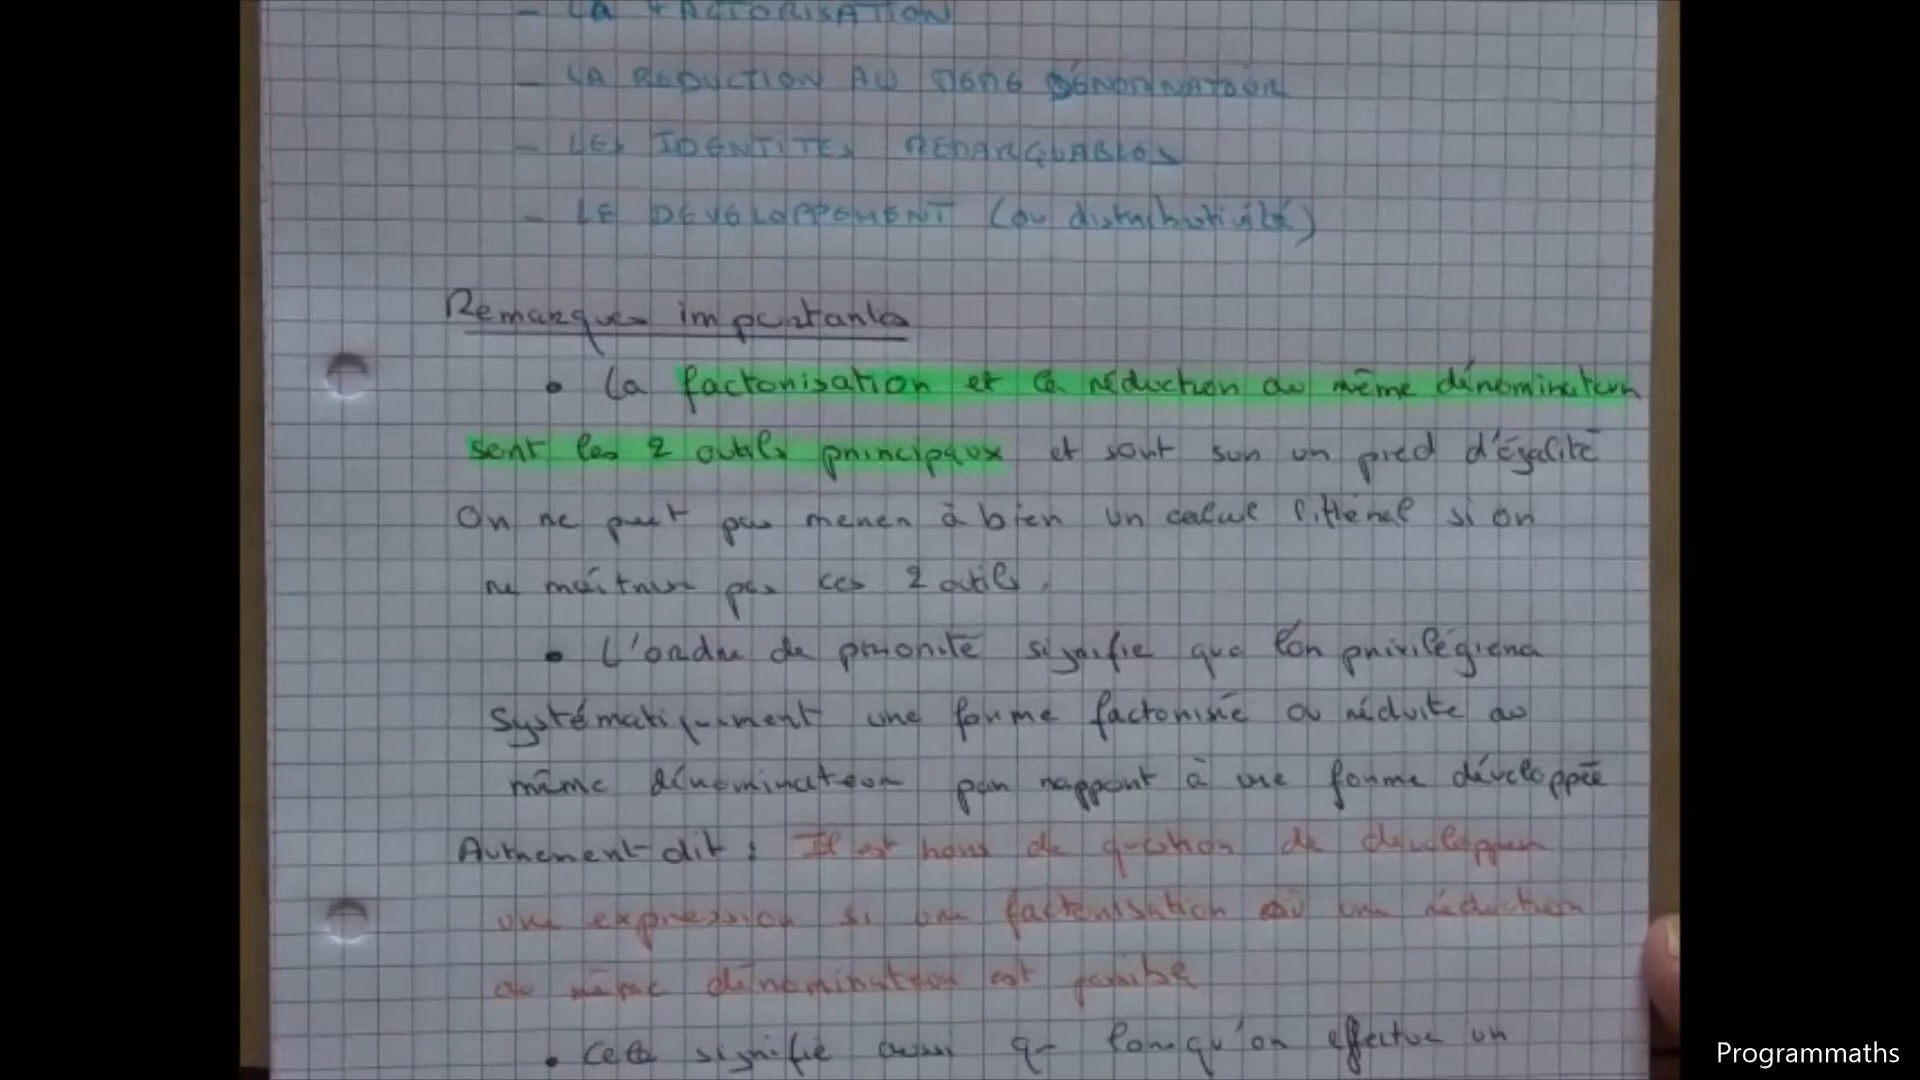 - LA FACTORISATION
- LA REDUCTION AU MEME DÉNOMINATEUR
- LES IDENTITES REMARQUABLES
- LE DEVELOPPEMENT (ou distributivité)
Remarques importantes
• La factorisation et la réduction au même dénominateur
sont les 2 outils principaux et sont sur un pied d'égalité
On ne peut pas mener à bien un calcul littéral si on
ne maîtrise pas ces 2 outils.
• L'ordre de priorité signifie que l'on privilégiera
Systématiquement une forme factorisée ou réduite au
même dénominateur par rapport à une forme développée
Autrement dit : Il est hors de question de développer
une expression si une factorisation ou une réduction
au même dénominateur est possible
• Cela signifie aussi que lorsqu'on effectue un
Programmaths